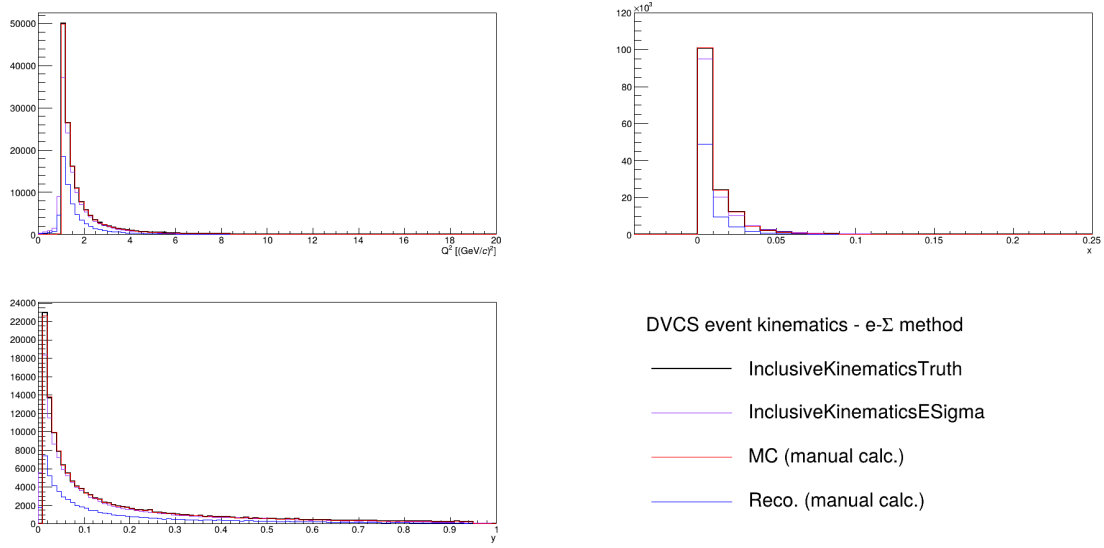 50000
40000
30000
20000
10000
0
0 2 4 6 8 10 12 14 16 18 20
Q² [(GeV/c)²]
120 ×10³
100
80
60
40
20
0
0 0.05 0.1 0.15 0.2 0.25
x
24000
22000
20000
18000
16000
14000
12000
10000
8000
6000
4000
2000
0
0 0.1 0.2 0.3 0.4 0.5 0.6 0.7 0.8 0.9 1
y
DVCS event kinematics - e-Σ method
InclusiveKinematicsTruth
InclusiveKinematicsESigma
MC (manual calc.)
Reco. (manual calc.)